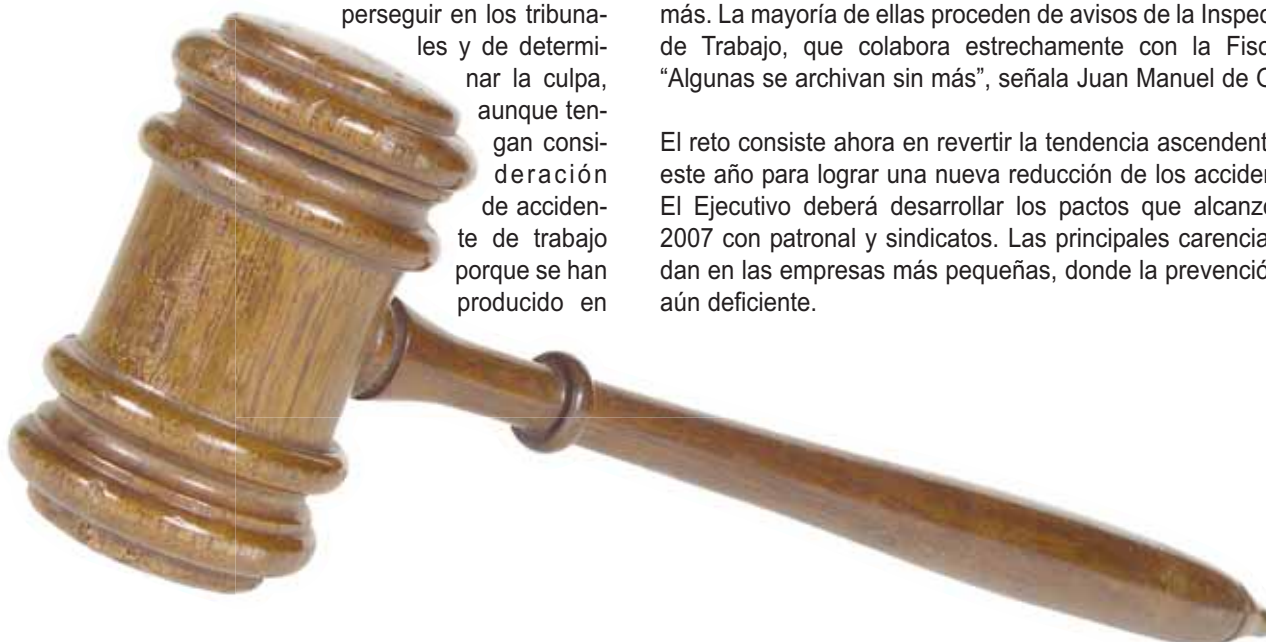 perseguir en los tribuna-
les y de determi-
nar la culpa,
aunque ten-
gan consi-
deración
de acciden-
te de trabajo
porque se han
producido en
más. La mayoría de ellas proceden de avisos de la Inspec
de Trabajo, que colabora estrechamente con la Fisc
“Algunas se archivan sin más”, señala Juan Manuel de
El reto consiste ahora en revertir la tendencia ascendent
este año para lograr una nueva reducción de los acciden
El Ejecutivo deberá desarrollar los pactos que alcanz
2007 con patronal y sindicatos. Las principales carencia
dan en las empresas más pequeñas, donde la prevenció
aún deficiente.